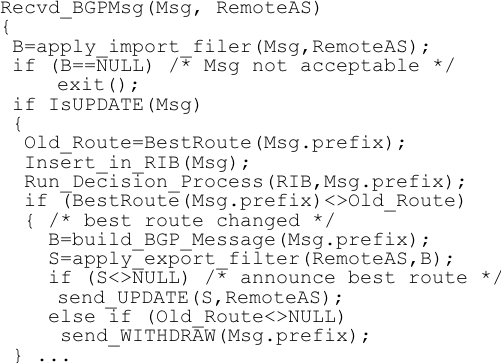 Recvd_BGPMsg(Msg, RemoteAS)
{
B=apply_import_filer(Msg,RemoteAS);
if (B==NULL) /* Msg not acceptable */
exit();
if IsUPDATE(Msg)
{
Old_Route=BestRoute(Msg.prefix);
Insert_in_RIB(Msg);
Run_Decision_Process(RIB,Msg.prefix);
if (BestRoute(Msg.prefix)<>Old_Route)
{ /* best route changed */
B=build_BGP_Message(Msg.prefix);
S=apply_export_filter(RemoteAS,B);
if (S<>NULL) /* announce best route */
send_UPDATE(S,RemoteAS);
else if (Old_Route<>NULL)
send_WITHDRAW(Msg.prefix);
} ...